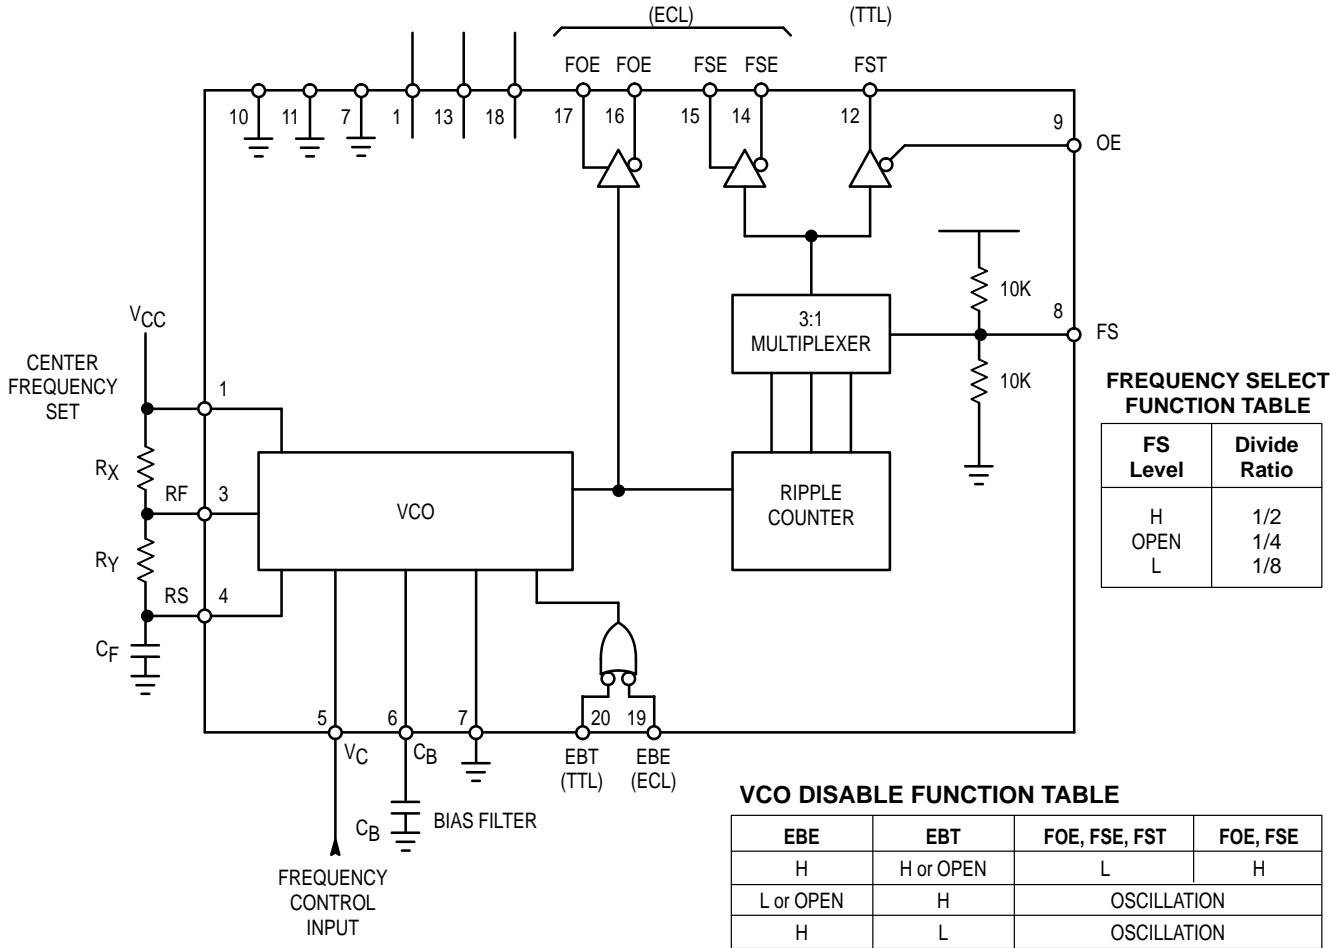 (ECL)
(TTL)
FOE FOE FSE FSE FST
10 11 7 1 13 18 17 16 15 14 12
9
OE
10K
8
FS
10K
3:1
MULTIPLEXER
VCC
CENTER
FREQUENCY
SET
1
RX
RF 3
RY
RS 4
CF
VCO
RIPPLE
COUNTER
FREQUENCY SELECT
FUNCTION TABLE
FS Level Divide Ratio
H 1/2
OPEN 1/4
L 1/8
5 6 7 20 19
VC CB
EBT
(TTL)
EBE
(ECL)
CB BIAS FILTER
FREQUENCY
CONTROL
INPUT
VCO DISABLE FUNCTION TABLE
EBE EBT FOE, FSE, FST FOE, FSE
H H or OPEN L H
L or OPEN H OSCILLATION
H L OSCILLATION